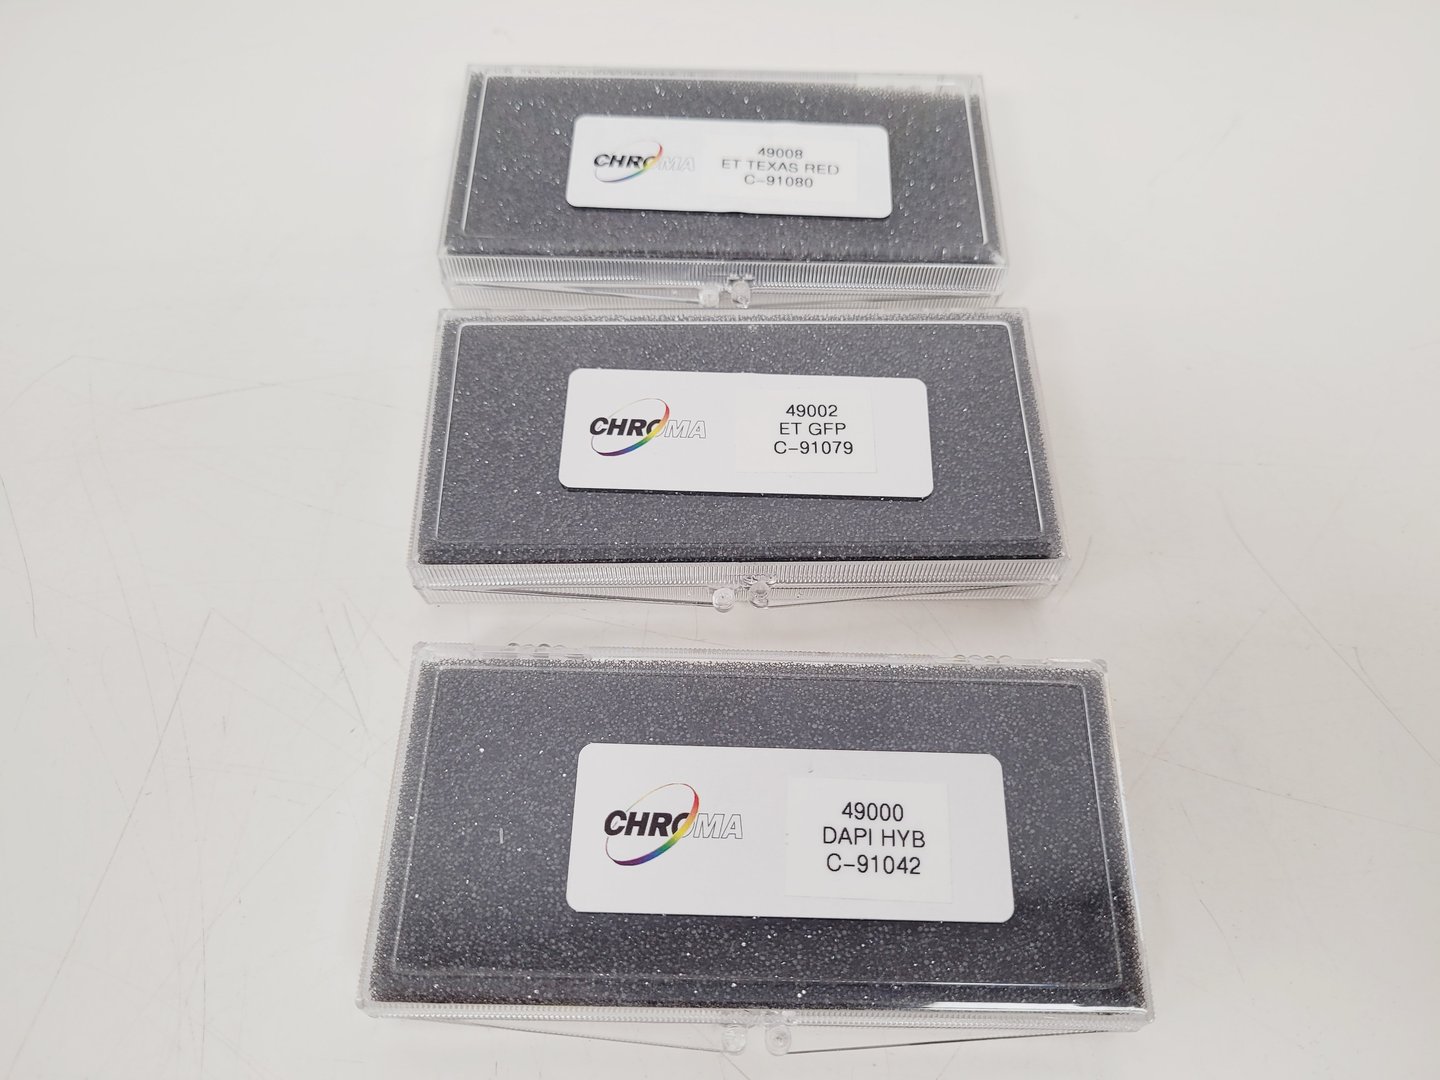 CHROMA
49008
ET TEXAS RED
C-91080
CHROMA
49002
ET GFP
C-91079
CHROMA
49000
DAPI HYB
C-91042